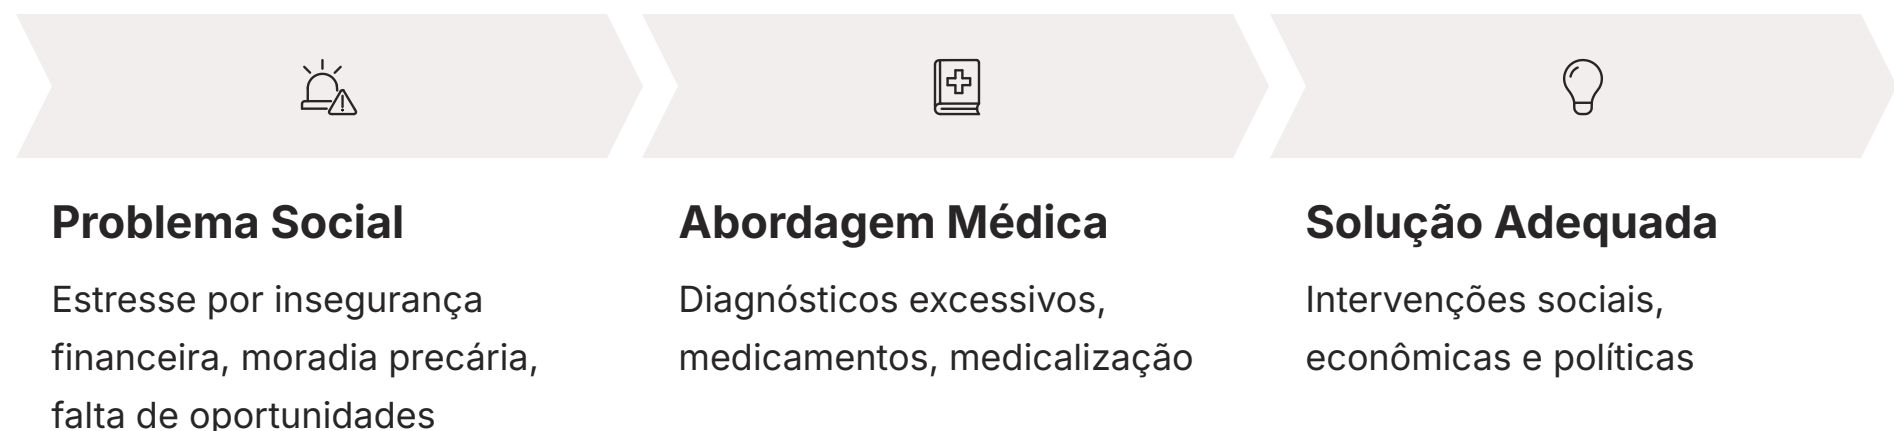 Problema Social
Estresse por insegurança
financeira, moradia precária,
falta de oportunidades
Abordagem Médica
Diagnósticos excessivos,
medicamentos, medicalização
Solução Adequada
Intervenções sociais,
econômicas e políticas